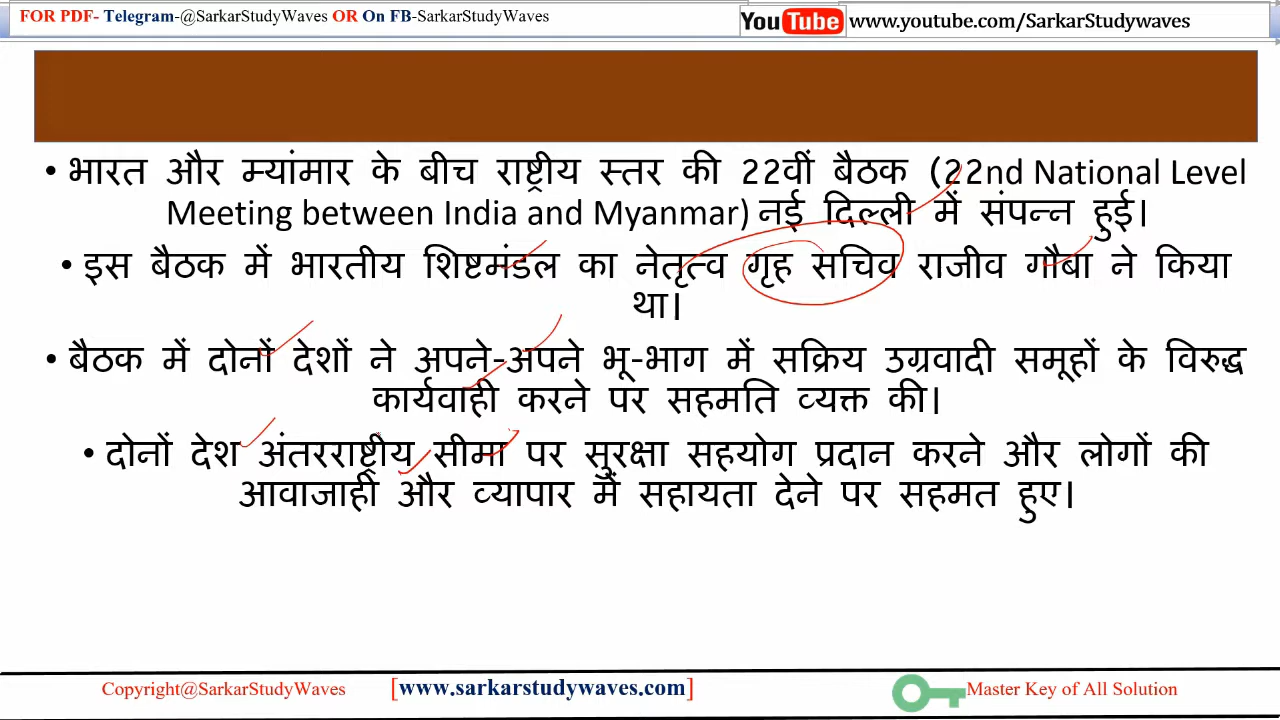 FOR PDF- Telegram-@SarkarStudyWaves OR On FB-SarkarStudyWaves
YouTube www.youtube.com/SarkarStudywaves
• भारत और म्यांमार के बीच राष्ट्रीय स्तर की 22वीं बैठक (22nd National Level
Meeting between India and Myanmar) नई दिल्ली में संपन्न हुई।
• इस बैठक में भारतीय शिष्टमंडल का नेतृत्व गृह सचिव राजीव गौबा ने किया
था।
• बैठक में दोनों देशों ने अपने-अपने भू-भाग में सक्रिय उग्रवादी समूहों के विरुद्ध
कार्यवाही करने पर सहमति व्यक्त की।
• दोनों देश अंतरराष्ट्रीय सीमा पर सुरक्षा सहयोग प्रदान करने और लोगों की
आवाजाही और व्यापार में सहायता देने पर सहमत हुए।
Copyright@SarkarStudyWaves [www.sarkarstudywaves.com] Master Key of All Solution